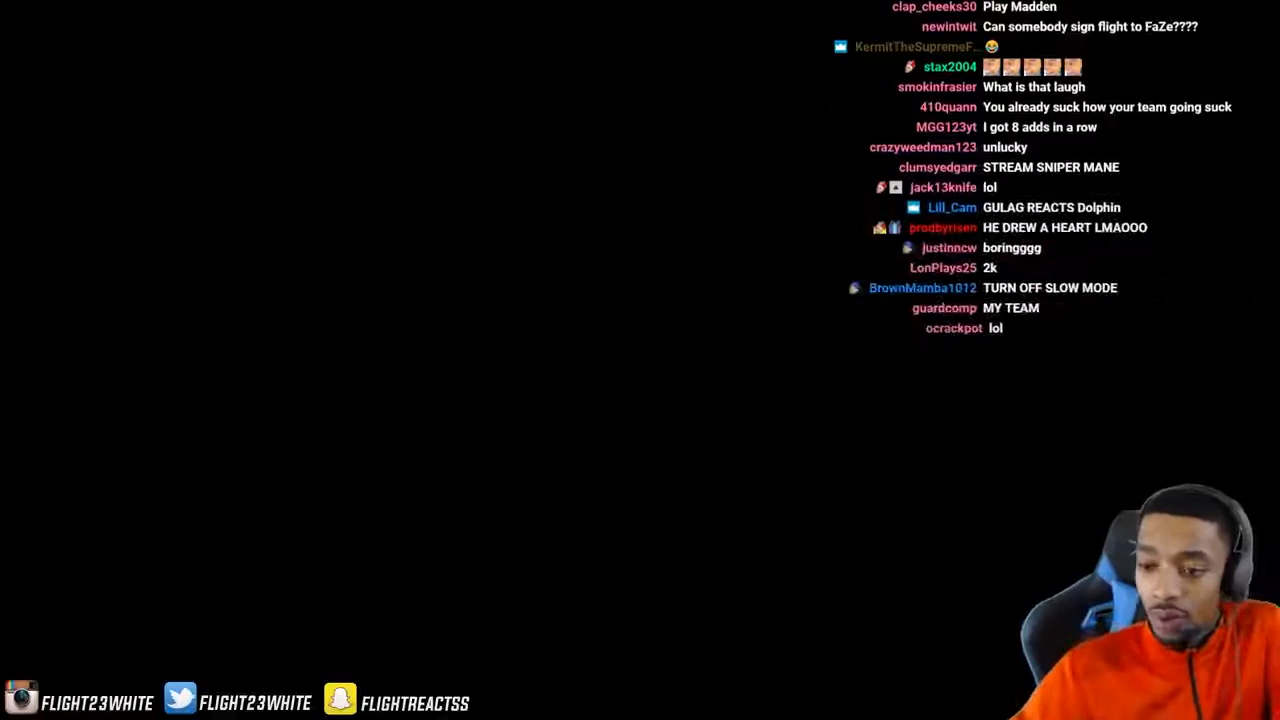 clap_cheeks30 Play Madden
newintwit Can somebody sign flight to FaZe????
KermitTheSupremeF...
stax2004
smokinfrasier What is that laugh
410quann You already suck how your team going suck
MGG123yt I got 8 adds in a row
crazyweedman123 unlucky
clumsyedgarr STREAM SNIPER MANE
jack13knife lol
Lill_Cam GULAG REACTS Dolphin
prodbyrisen HE DREW A HEART LMAOOO
justinncw boringggg
LonPlays25 2k
BrownMamba1012 TURN OFF SLOW MODE
guardcomp MY TEAM
ocrackpot lol
FLIGHT23WHITE FLIGHT23WHITE FLIGHTREACTSS